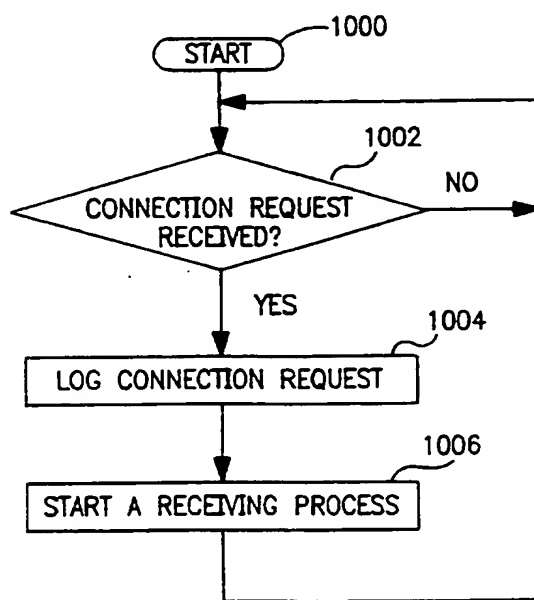 1000
START
1002
CONNECTION REQUEST
RECEIVED?
NO
YES
1004
LOG CONNECTION REQUEST
1006
START A RECEIVING PROCESS